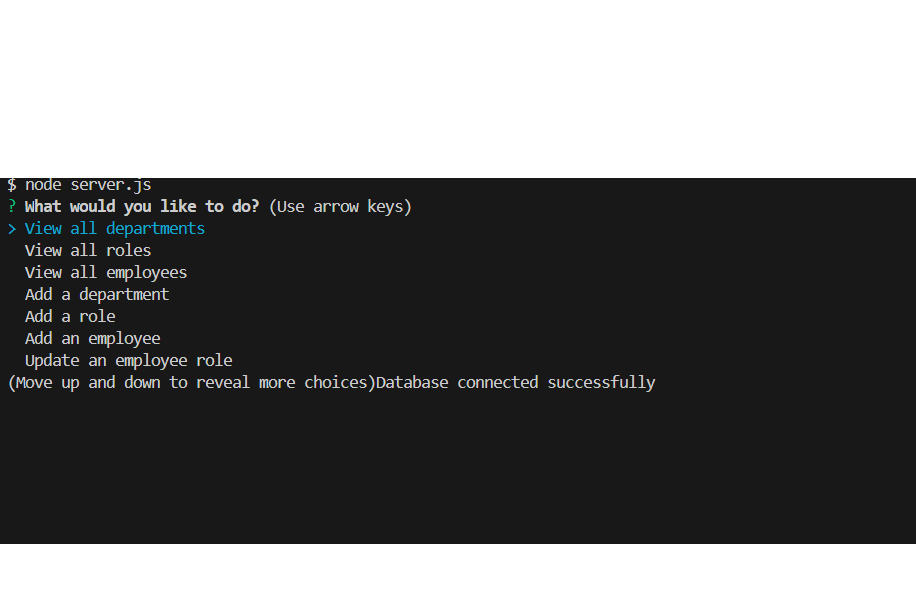 $ node server.js
? What would you like to do? (Use arrow keys)
> View all departments
View all roles
View all employees
Add a department
Add a role
Add an employee
Update an employee role
(Move up and down to reveal more choices)Database connected successfully